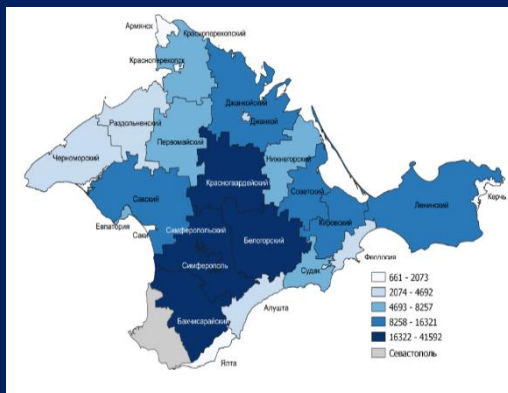 Армянск
Красноперекопский
Красноперекопск
Джанкойский
Джанкой
Раздольненский
Первомайский
Черноморский
Нижнегорский
Красногвардейский
Советский
Сакский
Ленинский
Керчь
Кировский
Евпатория
Саки
Симферопольский
Белогорский
Феодосия
Симферополь
Судак
Алушта
Бахчисарайский
Ялта
661 - 2073
2074 - 4692
4693 - 8257
8258 - 16321
16322 - 41592
Севастополь